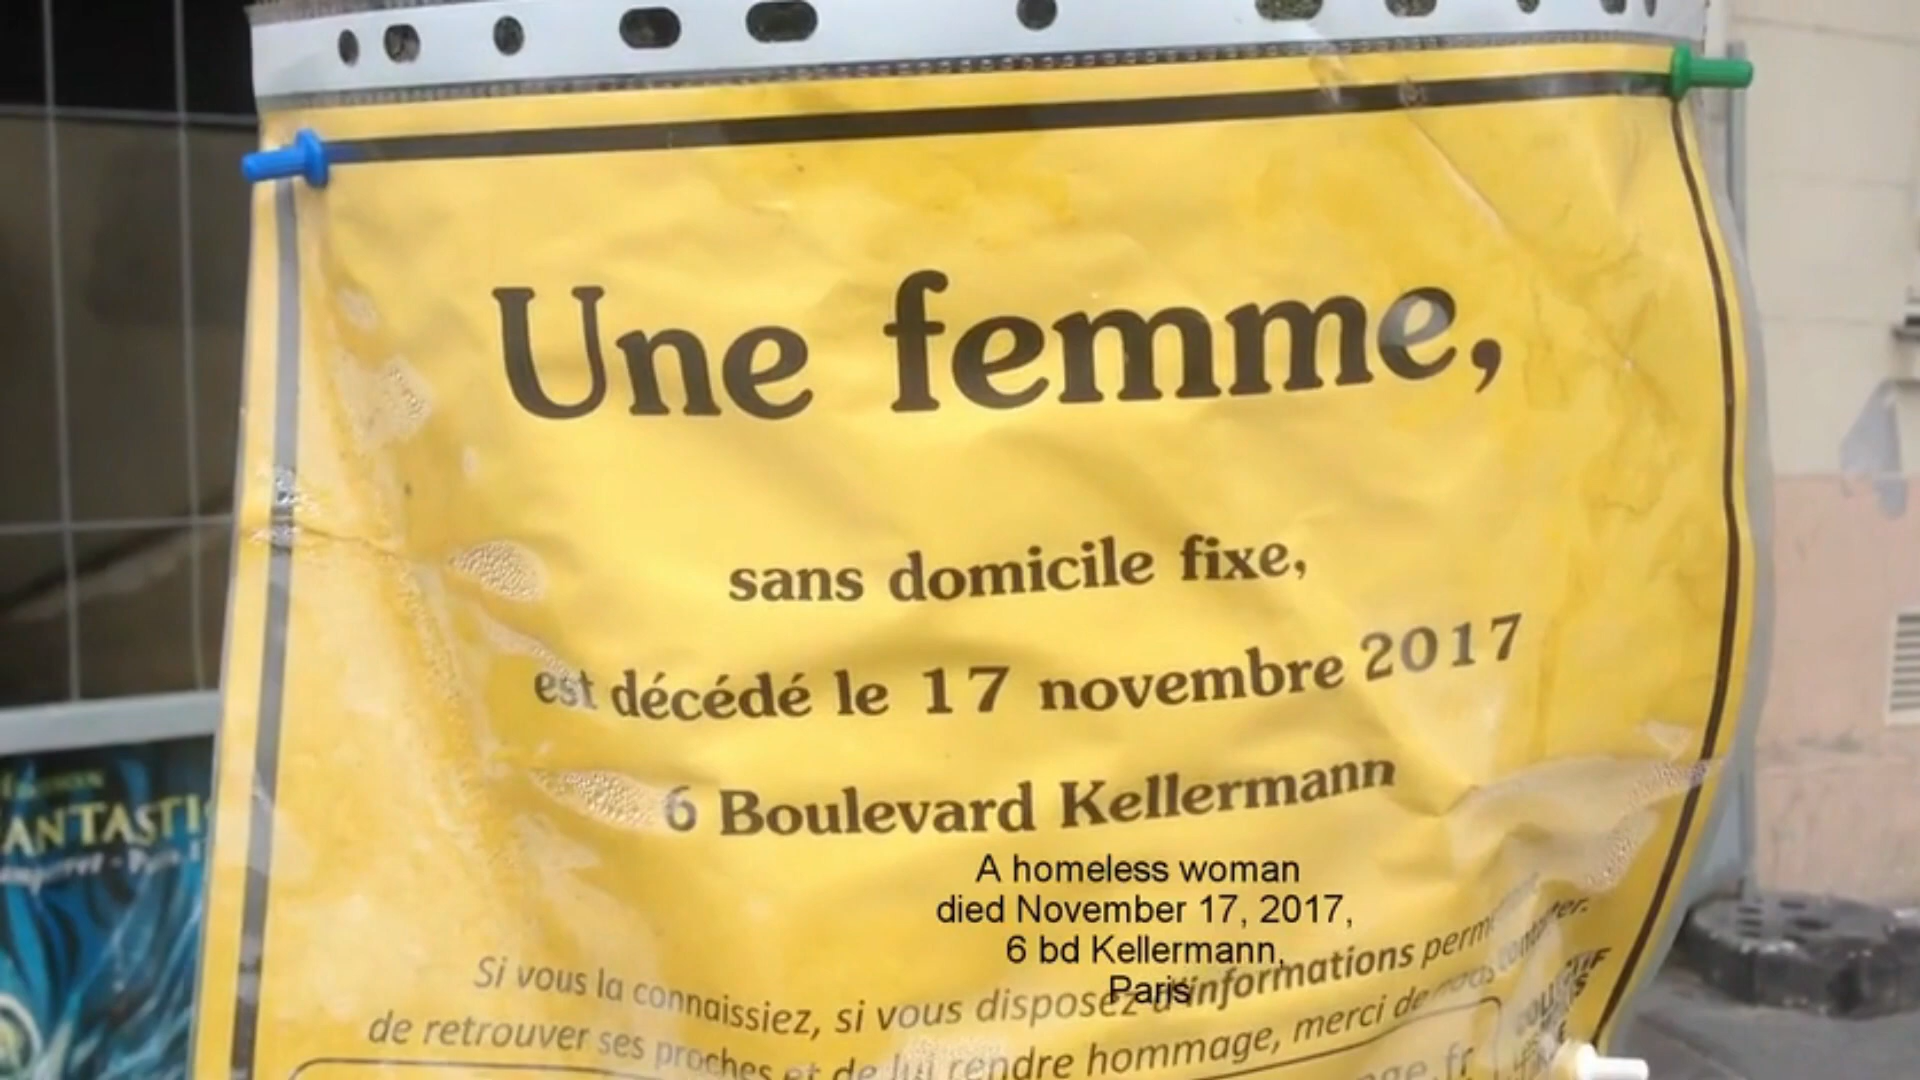 Une femme,
sans domicile fixe,
est décédé le 17 novembre 2017
6 Boulevard Kellermann
A homeless woman
died November 17, 2017,
6 bd Kellermann,
Paris
Si vous la connaissiez, si vous disposez d'informations
de retrouver ses proches et de lui rendre hommage, merci de nous contacter.
ANTASTI